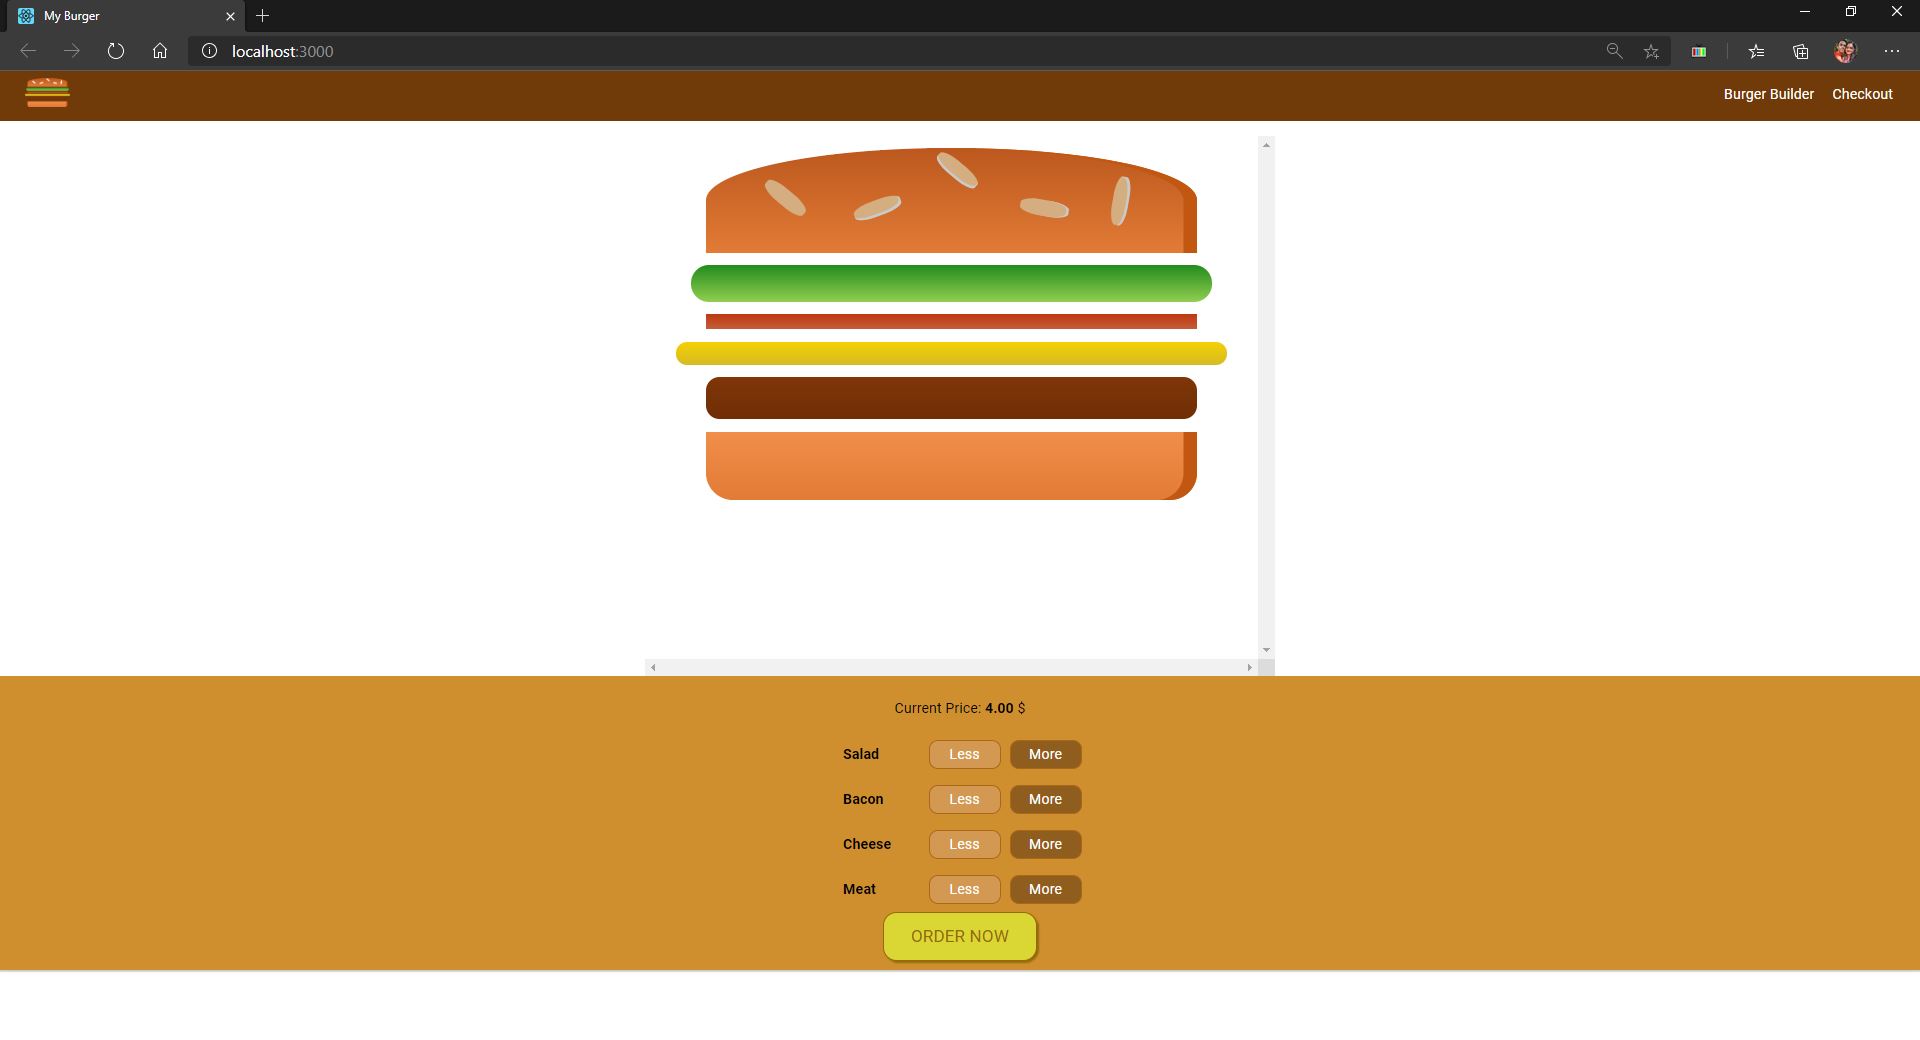 My Burger
localhost:3000
Burger Builder Checkout
Current Price: 4.00 $
Salad Less More
Bacon Less More
Cheese Less More
Meat Less More
ORDER NOW